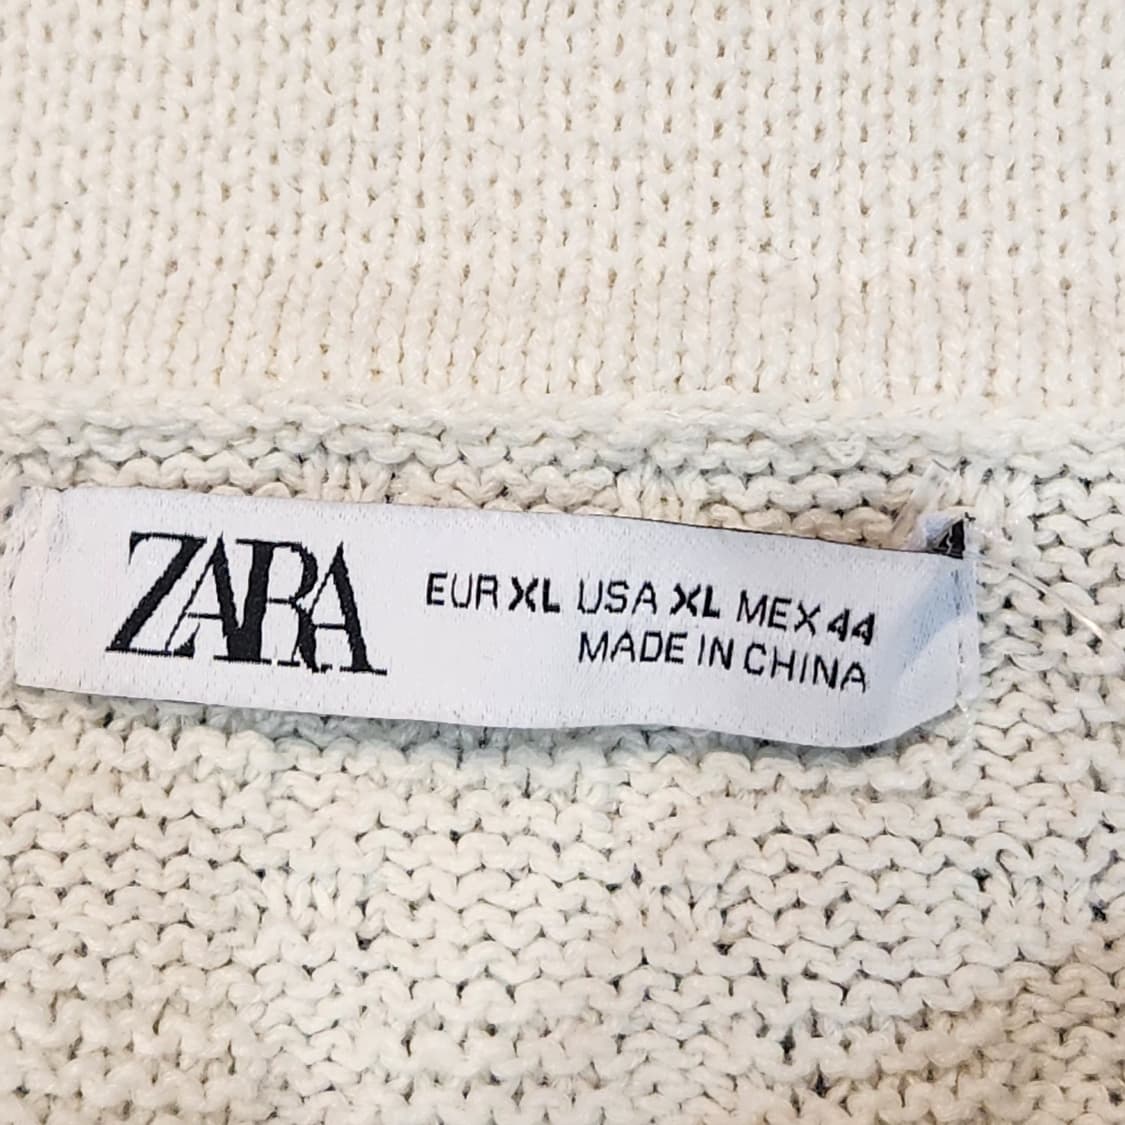 ZARA
EUR XL USA XL MEX 44
MADE IN CHINA